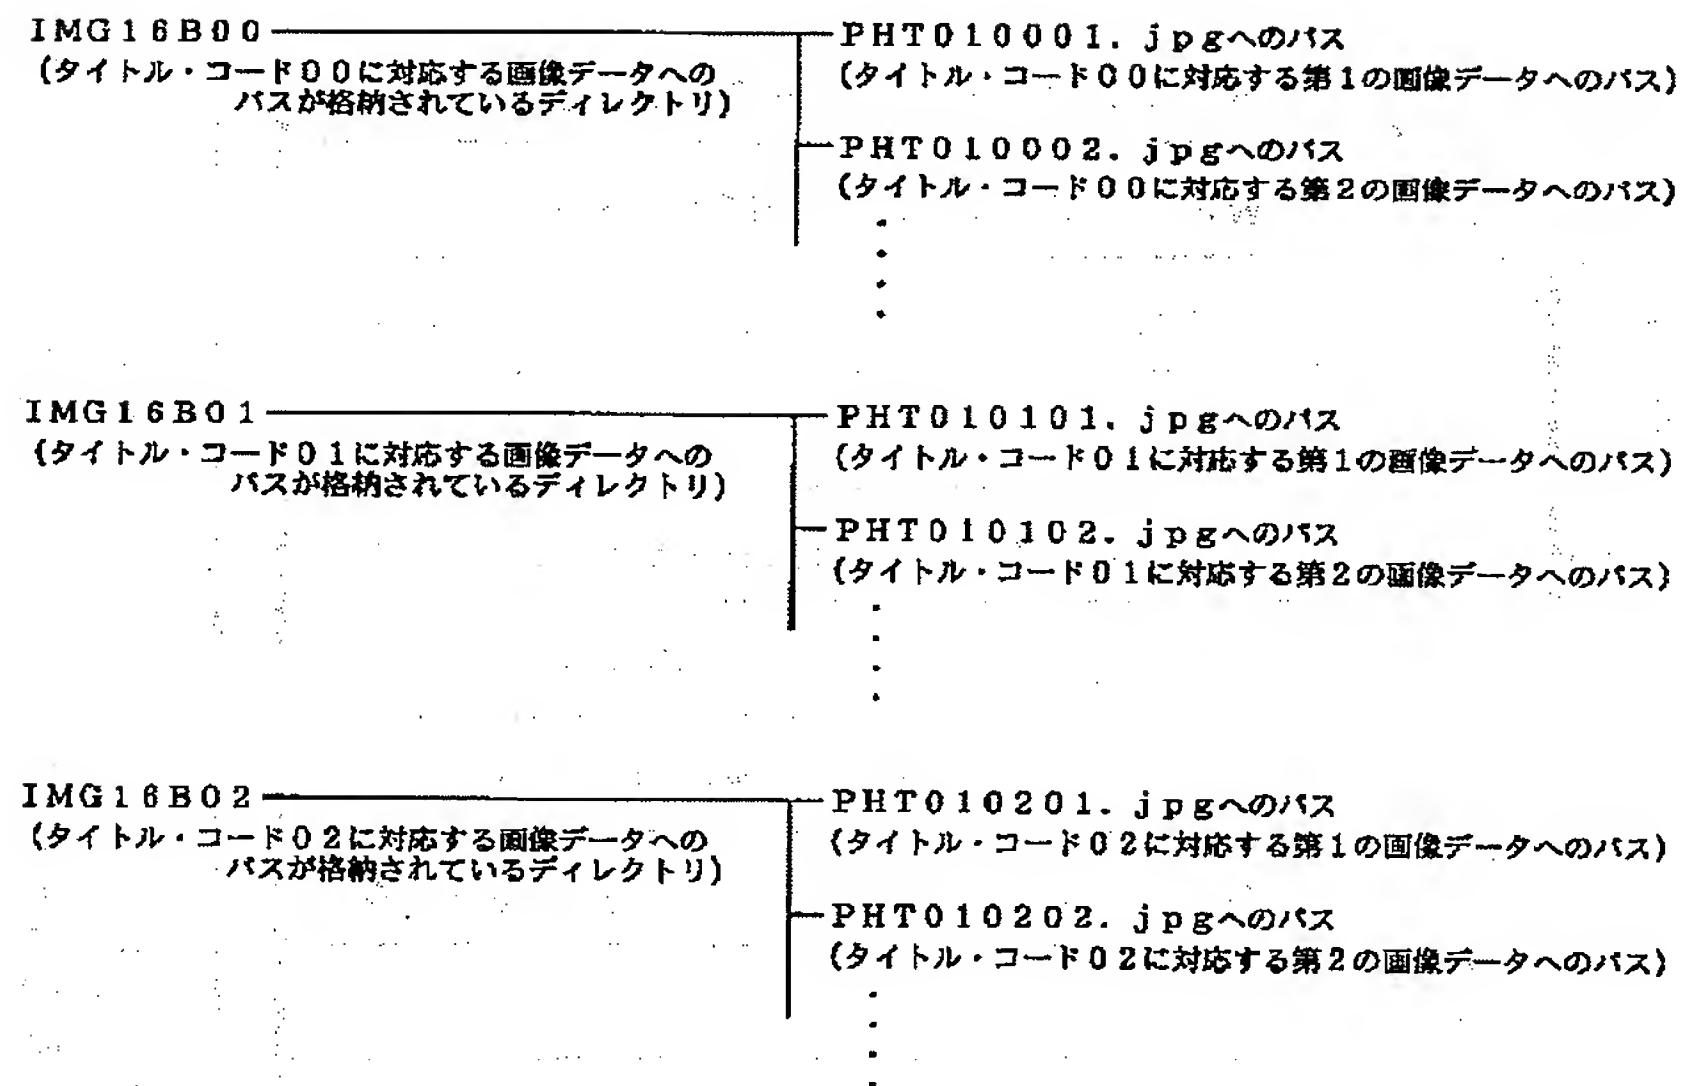 IMG16B00
(タイトル・コード00に対応する画像データへの
パスが格納されているディレクトリ)
PHT010001.jpgへのパス
(タイトル・コード00に対応する第1の画像データへのパス)
PHT010002.jpgへのパス
(タイトル・コード00に対応する第2の画像データへのパス)
IMG16B01
(タイトル・コード01に対応する画像データへの
パスが格納されているディレクトリ)
PHT010101.jpgへのパス
(タイトル・コード01に対応する第1の画像データへのパス)
PHT010102.jpgへのパス
(タイトル・コード01に対応する第2の画像データへのパス)
IMG16B02
(タイトル・コード02に対応する画像データへの
パスが格納されているディレクトリ)
PHT010201.jpgへのパス
(タイトル・コード02に対応する第1の画像データへのパス)
PHT010202.jpgへのパス
(タイトル・コード02に対応する第2の画像データへのパス)